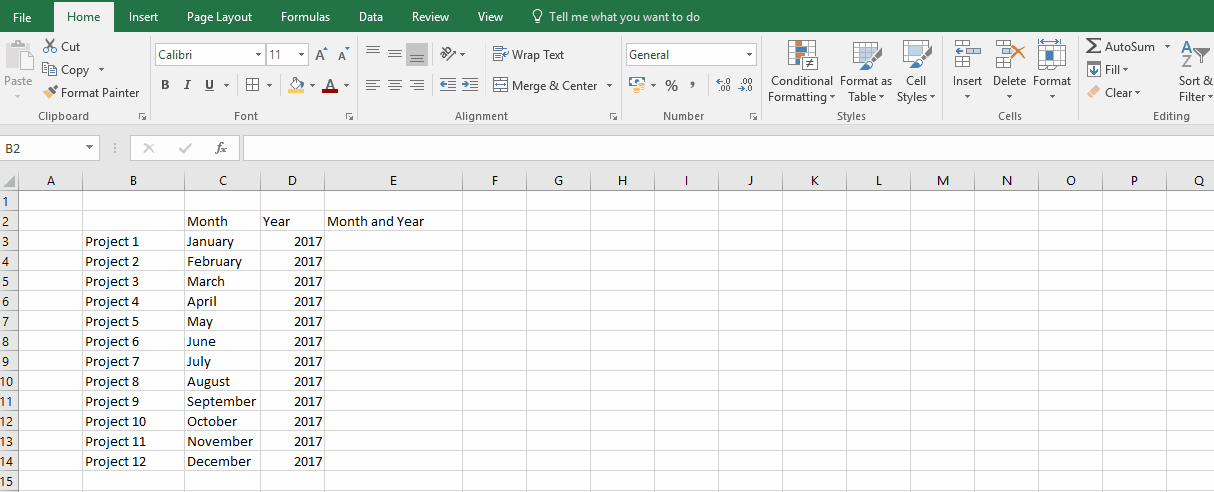 File Home Insert Page Layout Formulas Data Review View Tell me what you want to do
Cut
Copy
Format Painter
Paste
Clipboard
Calibri 11 A A
B I U A
Font
Wrap Text
Merge & Center
Alignment
General
% , .00 .00
Number
Conditional Formatting
Format as Table
Cell Styles
Styles
Insert Delete Format
Cells
AutoSum
Fill
Clear
A Z
Sort &
Filter
Editing
B2 fx
A B C D E F G H I J K L M N O P Q
1
2 Month Year Month and Year
3 Project 1 January 2017
4 Project 2 February 2017
5 Project 3 March 2017
6 Project 4 April 2017
7 Project 5 May 2017
8 Project 6 June 2017
9 Project 7 July 2017
10 Project 8 August 2017
11 Project 9 September 2017
12 Project 10 October 2017
13 Project 11 November 2017
14 Project 12 December 2017
15